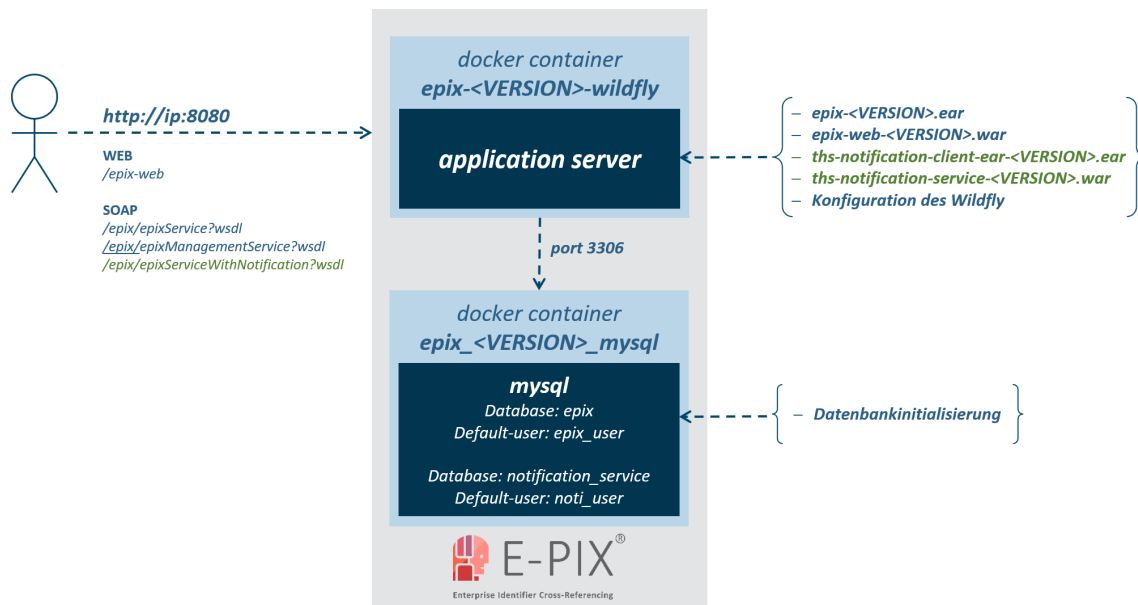 http://ip:8080
WEB
/epix-web
SOAP
/epix/epixService?wsdl
/epix/epixManagementService?wsdl
/epix/epixServiceWithNotification?wsdl
docker container
epix-<VERSION>-wildfly
application server
port 3306
docker container
epix_<VERSION>_mysql
mysql
Database: epix
Default-user: epix_user
Database: notification_service
Default-user: noti_user
E-PIX®
Enterprise Identifier Cross-Referencing
– epix-<VERSION>.ear
– epix-web-<VERSION>.war
– ths-notification-client-ear-<VERSION>.ear
– ths-notification-service-<VERSION>.war
– Konfiguration des Wildfly
– Datenbankinitialisierung